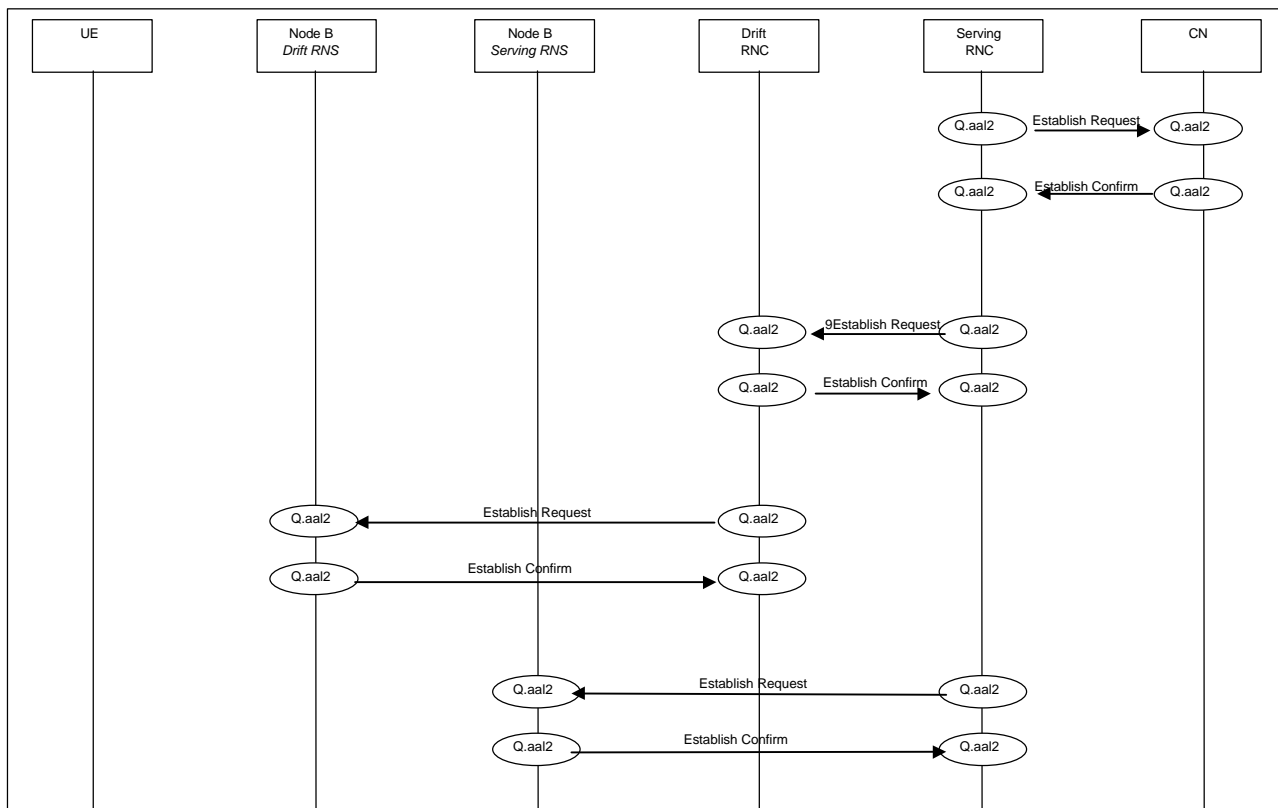 UE
Node B
Drift RNS
Node B
Serving RNS
Drift
RNC
Serving
RNC
CN
Q.aal2
Establish Request
Q.aal2
Q.aal2
Establish Confirm
Q.aal2
Q.aal2
9Establish Request
Q.aal2
Q.aal2
Establish Confirm
Q.aal2
Q.aal2
Establish Request
Q.aal2
Q.aal2
Establish Confirm
Q.aal2
Q.aal2
Establish Request
Q.aal2
Q.aal2
Establish Confirm
Q.aal2